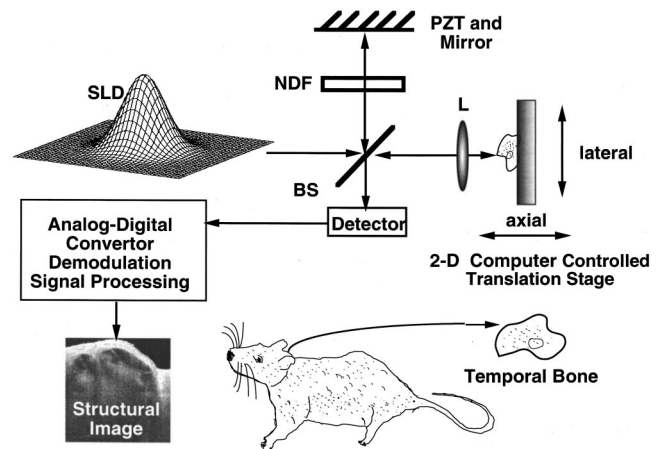 PZT and
Mirror
NDF
SLD
L
lateral
BS
Detector
axial
Analog-Digital
Convertor
Demodulation
Signal Processing
2-D Computer Controlled
Translation Stage
Structural
Image
Temporal Bone